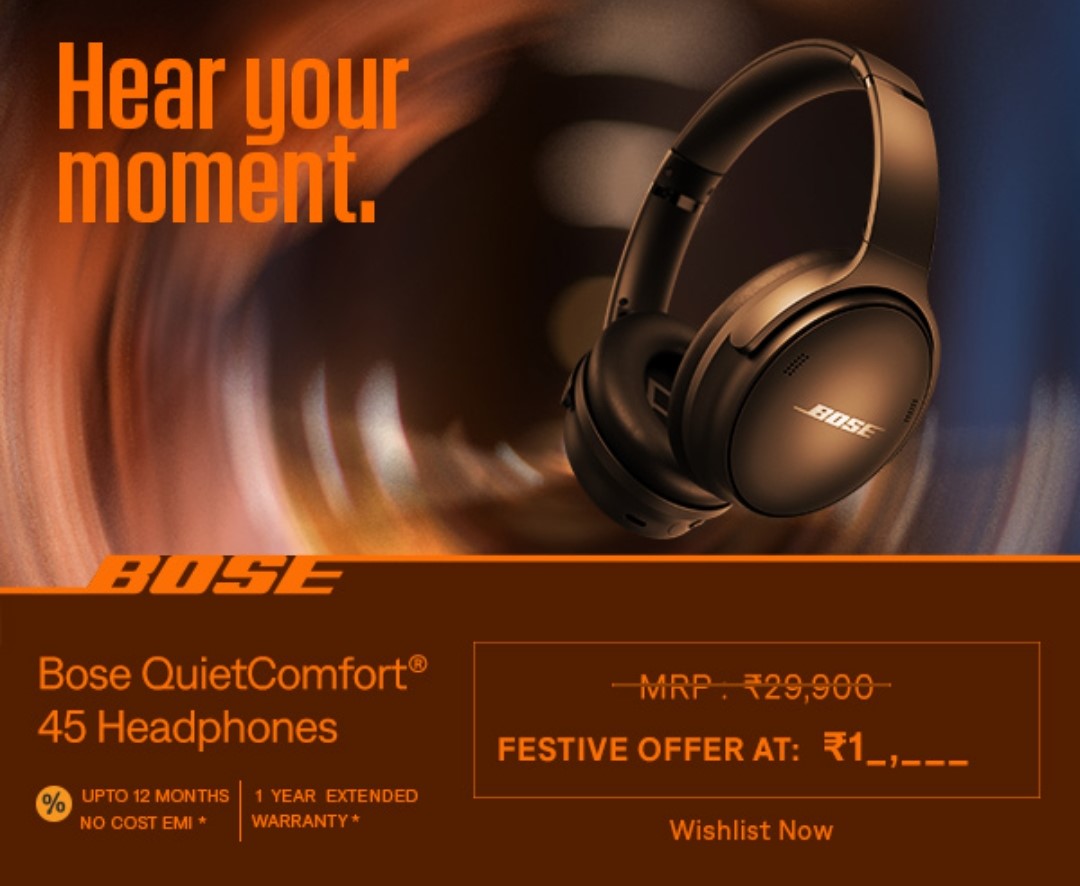 Hear your
moment.
BOSE
BOSE
Bose QuietComfort®
45 Headphones
% UPTO 12 MONTHS
NO COST EMI *
1 YEAR EXTENDED
WARRANTY *
MRP : ₹29,900
FESTIVE OFFER AT: ₹1_,_ _ _
Wishlist Now